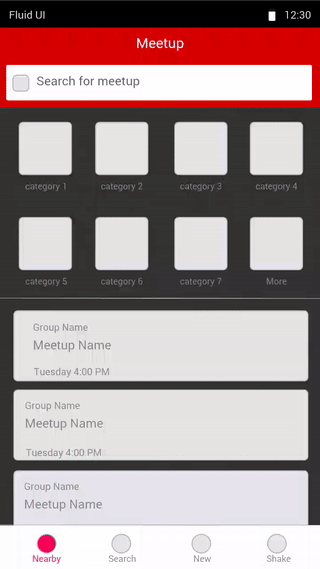 Fluid UI 12:30
Meetup
Search for meetup
category 1 category 2 category 3 category 4
category 5 category 6 category 7 More
Group Name
Meetup Name
Tuesday 4:00 PM
Group Name
Meetup Name
Tuesday 4:00 PM
Group Name
Meetup Name
Nearby Search New Shake